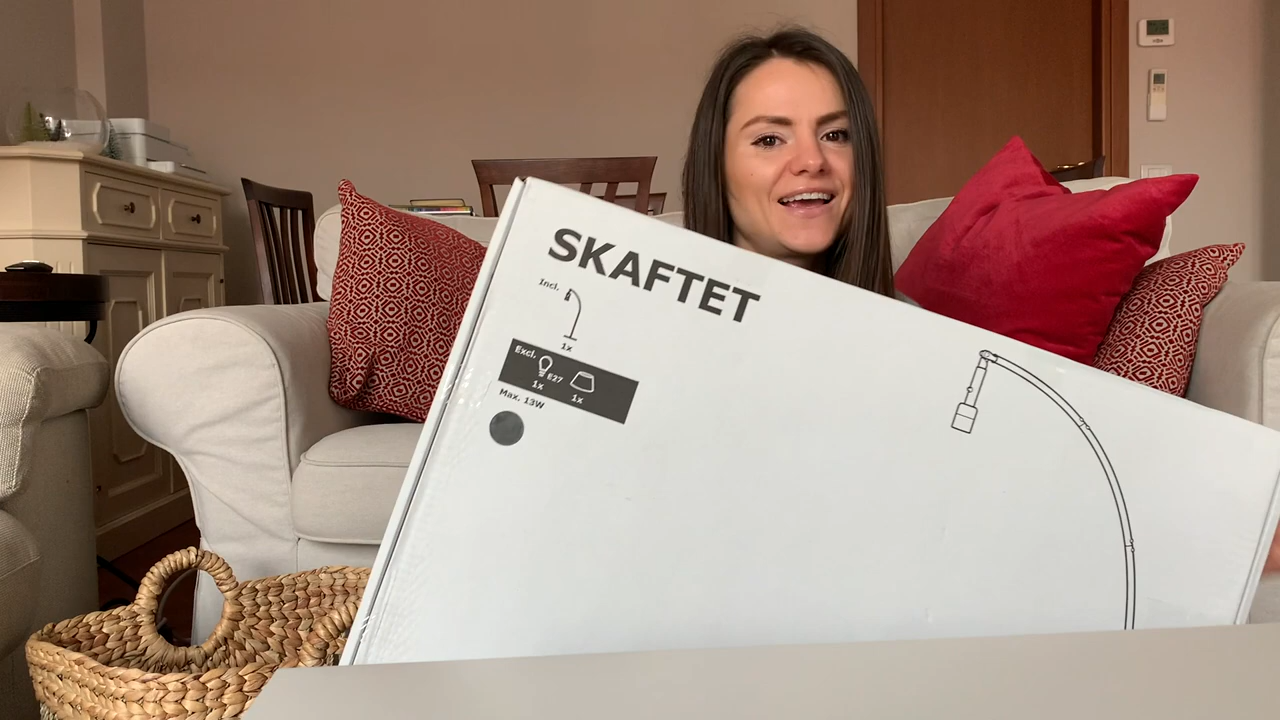 SKAFTET
Incl.
1x
Excl.
E27
1x 1x
Max. 13W